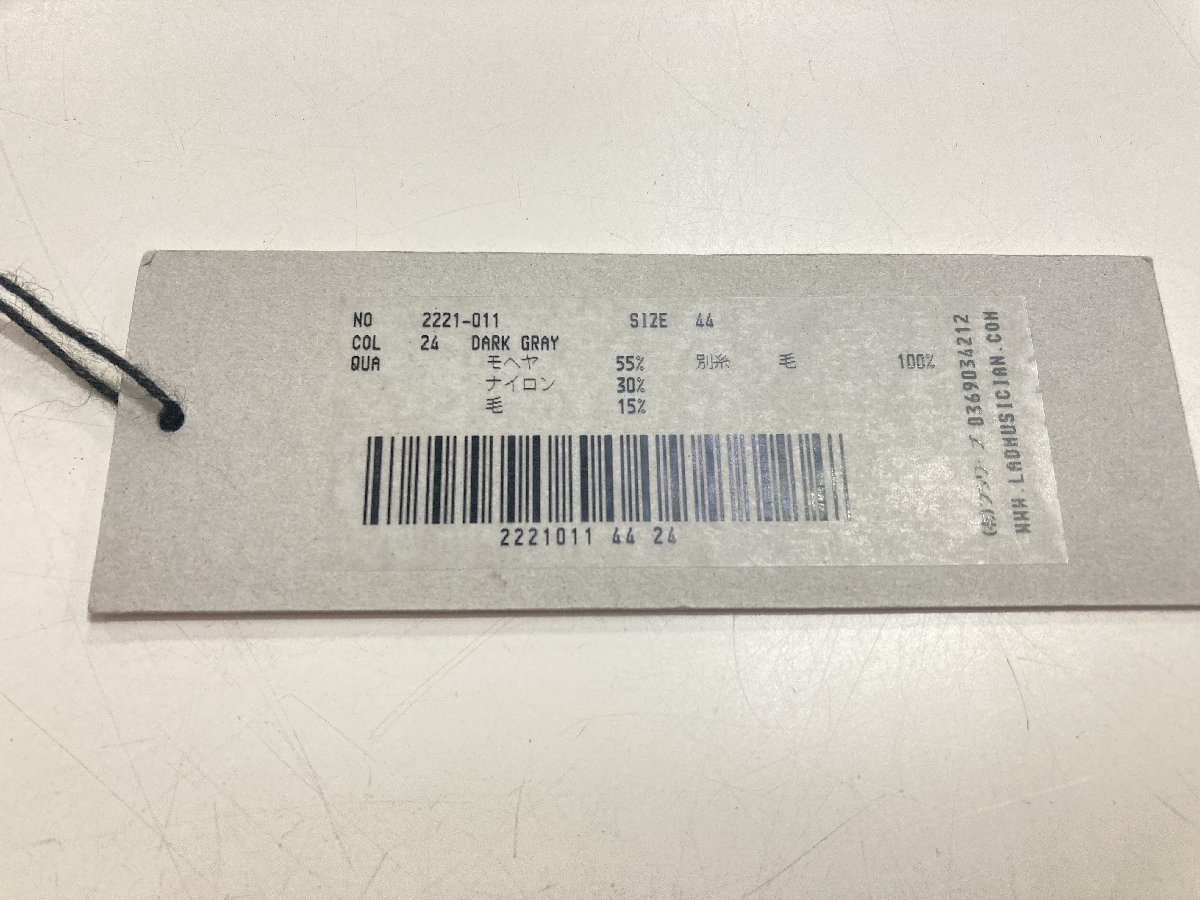 NO 2221-011 SIZE 44
COL 24 DARK GRAY
QUA モヘヤ 55% 別糸 毛 100%
ナイロン 30%
毛 15%
2221011 44 24
0369034212
WWW.LADMUSICIAN.COM